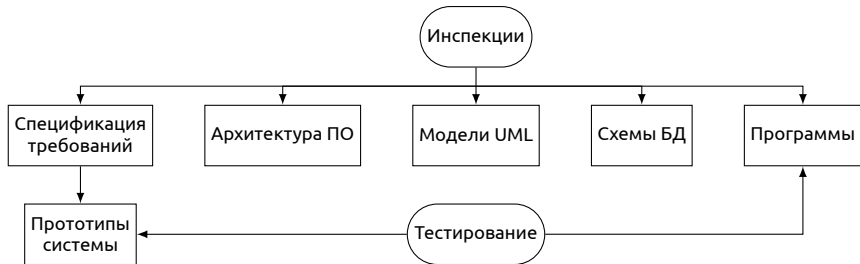 Инспекции
Спецификация
требований
Архитектура ПО
Модели UML
Схемы БД
Программы
Прототипы
системы
Тестирование